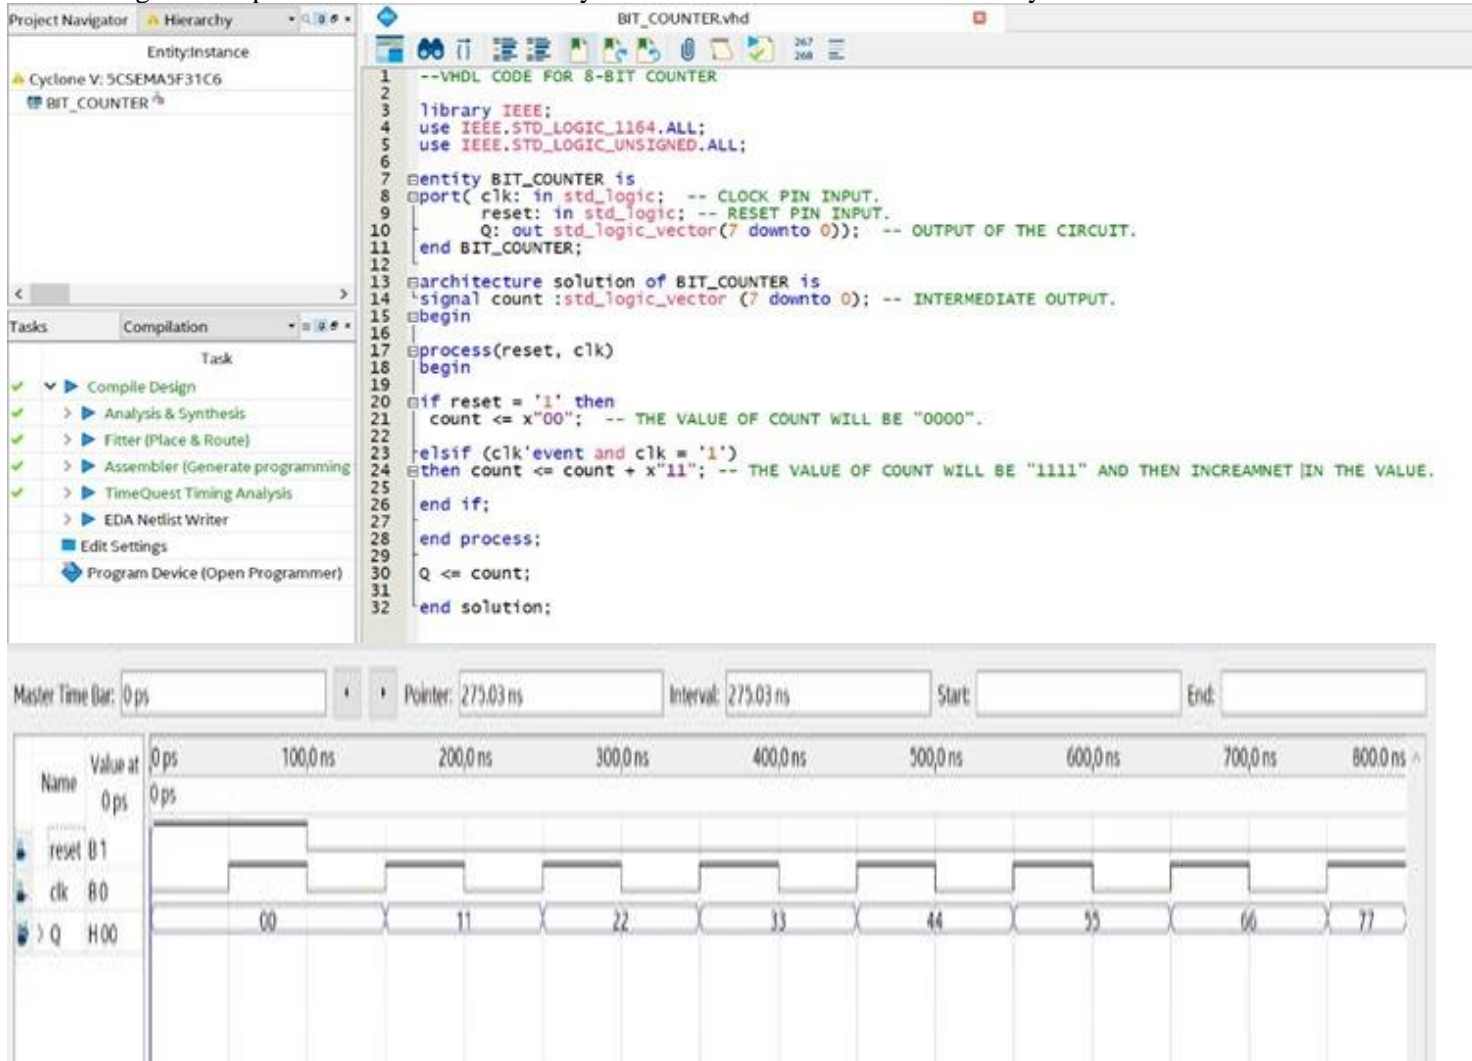 Project Navigator Hierarchy
Entity:Instance
Cyclone V: 5CSEMA5F31C6
BIT_COUNTER
Tasks Compilation
Task
Compile Design
Analysis & Synthesis
Fitter (Place & Route)
Assembler (Generate programming
TimeQuest Timing Analysis
EDA Netlist Writer
Edit Settings
Program Device (Open Programmer)
BIT_COUNTER.vhd
267
268
1 --VHDL CODE FOR 8-BIT COUNTER
2
3 library IEEE;
4 use IEEE.STD_LOGIC_1164.ALL;
5 use IEEE.STD_LOGIC_UNSIGNED.ALL;
6
7 entity BIT_COUNTER is
8 port( clk: in std_logic; -- CLOCK PIN INPUT.
9 reset: in std_logic; -- RESET PIN INPUT.
10 Q: out std_logic_vector(7 downto 0)); -- OUTPUT OF THE CIRCUIT.
11 end BIT_COUNTER;
12
13 architecture solution of BIT_COUNTER is
14 signal count :std_logic_vector (7 downto 0); -- INTERMEDIATE OUTPUT.
15 begin
16
17 process(reset, clk)
18 begin
19
20 if reset = '1' then
21 count <= x"00"; -- THE VALUE OF COUNT WILL BE "0000".
22
23 elsif (clk'event and clk = '1')
24 then count <= count + x"11"; -- THE VALUE OF COUNT WILL BE "1111" AND THEN INCREAMNET IN THE VALUE.
25
26 end if;
27
28 end process;
29
30 Q <= count;
31
32 end solution;
Master Time Bar: 0 ps Pointer: 275.03 ns Interval: 275.03 ns Start: End:
Name Value at 0 ps
0 ps 100,0 ns 200,0 ns 300,0 ns 400,0 ns 500,0 ns 600,0 ns 700,0 ns 800.0 ns
0 ps
reset B 1
clk B 0
Q H 00 00 11 22 33 44 55 66 77